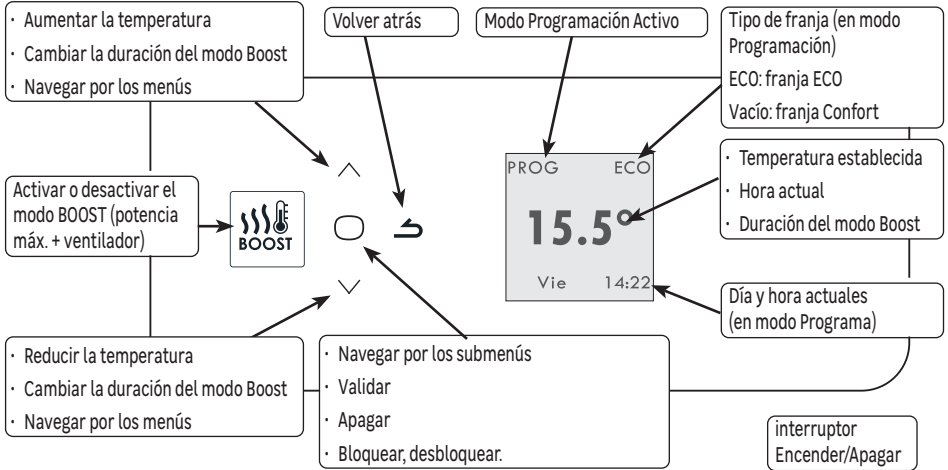 · Aumentar la temperatura
· Cambiar la duración del modo Boost
· Navegar por los menús
Volver atrás
Modo Programación Activo
Tipo de franja (en modo
Programación)
ECO: franja ECO
Vacío: franja Confort
Activar o desactivar el
modo BOOST (potencia
máx. + ventilador)
BOOST
PROG ECO
15.5°
Vie 14:22
· Temperatura establecida
· Hora actual
· Duración del modo Boost
Día y hora actuales
(en modo Programa)
· Reducir la temperatura
· Cambiar la duración del modo Boost
· Navegar por los menús
· Navegar por los submenús
· Validar
· Apagar
· Bloquear, desbloquear.
interruptor
Encender/Apagar